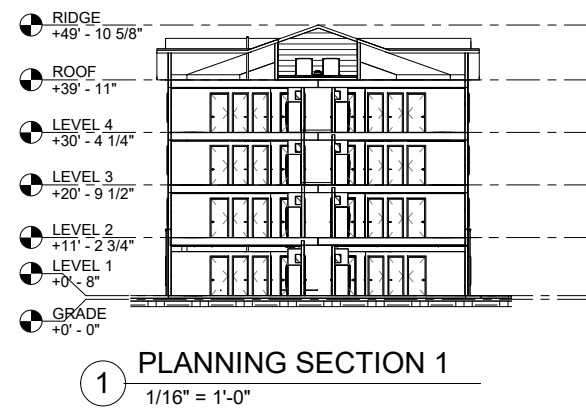 RIDGE
+49' - 10 5/8"
ROOF
+39' - 11"
LEVEL 4
+30' - 4 1/4"
LEVEL 3
+20' - 9 1/2"
LEVEL 2
+11' - 2 3/4"
LEVEL 1
+0' - 8"
GRADE
+0' - 0"
1 PLANNING SECTION 1
1/16" = 1'-0"